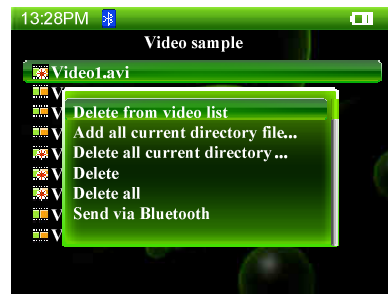 13:28PM
Video sample
Video1.avi
V
Delete from video list
V
Add all current directory file...
V
Delete all current directory...
V
Delete
V
Delete all
V
Send via Bluetooth
V
V